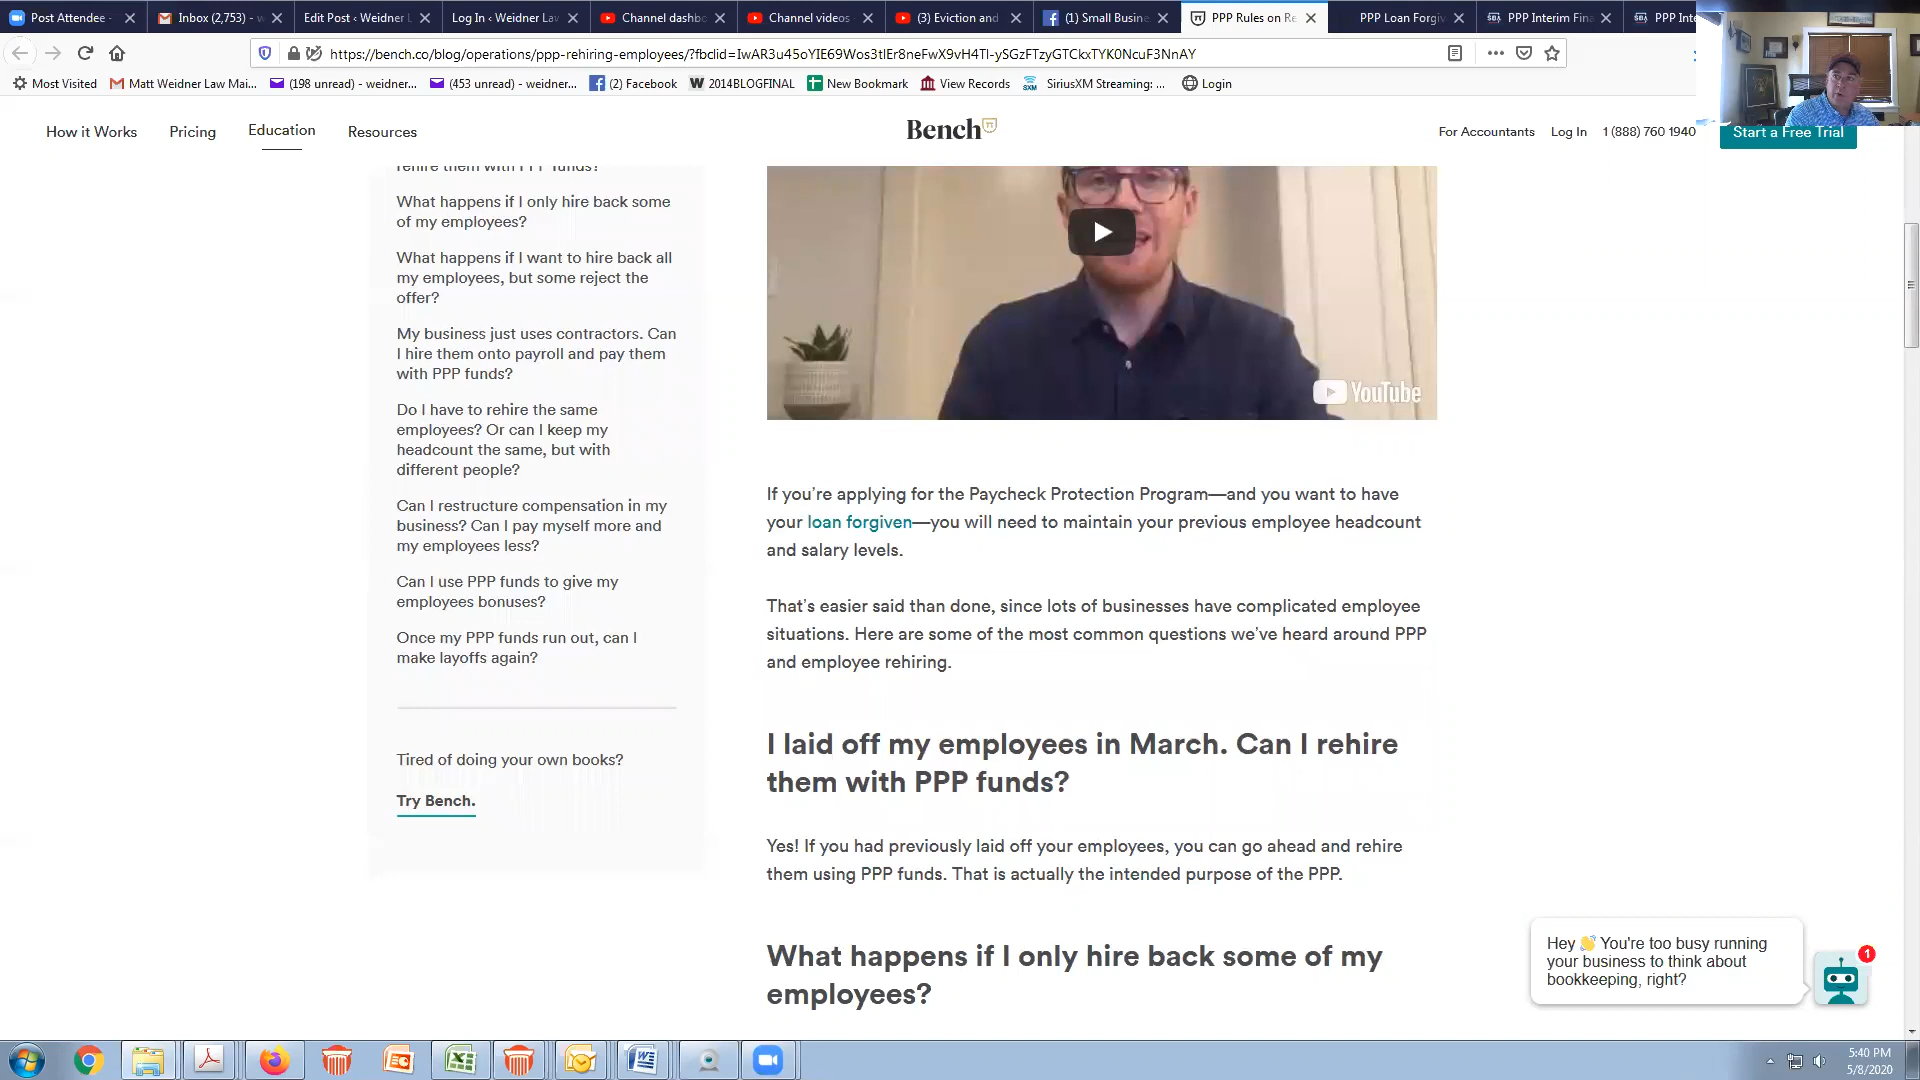 Post Attendee -
Inbox (2,753) - w
Edit Post ‹ Weidner L
Log In ‹ Weidner Law
Channel dashbo
Channel videos -
(3) Eviction and
(1) Small Busine
PPP Rules on Re
PPP Loan Forgiv
PPP Interim Fina
PPP Inte
https://bench.co/blog/operations/ppp-rehiring-employees/?fbclid=IwAR3u45oYIE69Wos3tlEr8neFwX9vH4Tl-ySGzFTzyGTCkxTYK0NcuF3NnAY
Most Visited
Matt Weidner Law Mai...
(198 unread) - weidner...
(453 unread) - weidner...
(2) Facebook
2014BLOGFINAL
New Bookmark
View Records
SiriusXM Streaming: ...
Login
How it Works
Pricing
Education
Resources
Bench
For Accountants
Log In
1 (888) 760 1940
Start a Free Trial
rehire them with PPP funds?
What happens if I only hire back some
of my employees?
What happens if I want to hire back all
my employees, but some reject the
offer?
My business just uses contractors. Can
I hire them onto payroll and pay them
with PPP funds?
Do I have to rehire the same
employees? Or can I keep my
headcount the same, but with
different people?
Can I restructure compensation in my
business? Can I pay myself more and
my employees less?
Can I use PPP funds to give my
employees bonuses?
Once my PPP funds run out, can I
make layoffs again?
Tired of doing your own books?
Try Bench.
YouTube
If you’re applying for the Paycheck Protection Program—and you want to have
your loan forgiven—you will need to maintain your previous employee headcount
and salary levels.
That’s easier said than done, since lots of businesses have complicated employee
situations. Here are some of the most common questions we’ve heard around PPP
and employee rehiring.
I laid off my employees in March. Can I rehire
them with PPP funds?
Yes! If you had previously laid off your employees, you can go ahead and rehire
them using PPP funds. That is actually the intended purpose of the PPP.
What happens if I only hire back some of my
employees?
Hey 👋 You're too busy running
your business to think about
bookkeeping, right?
1
5:40 PM
5/8/2020